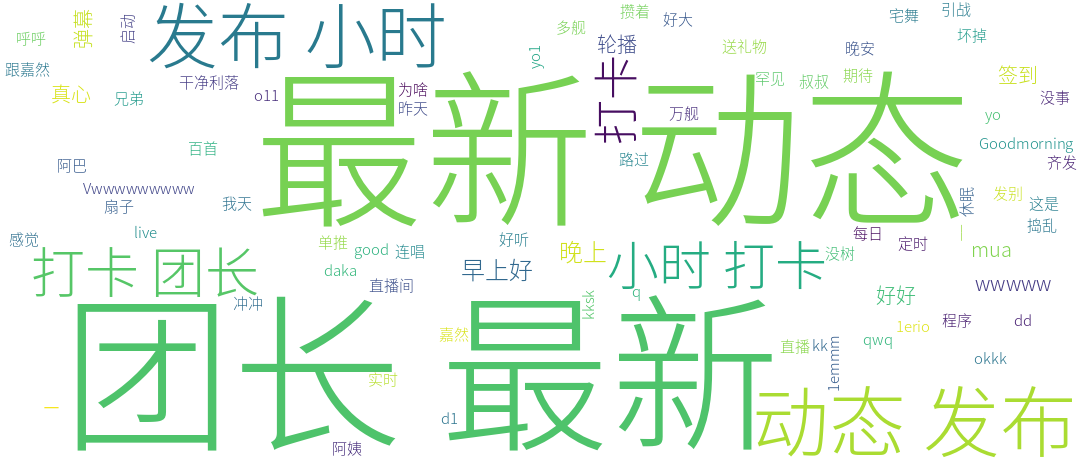 呼呼
弹幕
启动
发布 小时
多舰
攒着
好大
宅舞
引战
坏掉
跟嘉然
yo1
轮播
送礼物
晚安
真心
兄弟
干净利落
o11
为啥
昨天
打卡
罕见
叔叔
期待
签到
没事
最新 动态
万舰
yo
百首
路过
Goodmorning
齐发
阿巴
Vwwwwwwwww
扇子
我天
休眠
发别
这是
捣乱
感觉
live
单推
good
连唱
好听
晚上
每日
定时
一
打卡 团长
daka
直播间
早上好
小时 打卡
没树
mua
wwwww
冲冲
kksk
q
好好
团长 最新
嘉然
直播
kk
1emmm
1erio
程序
dd
qwq
okkk
实时
一
d1
阿姨
动态 发布